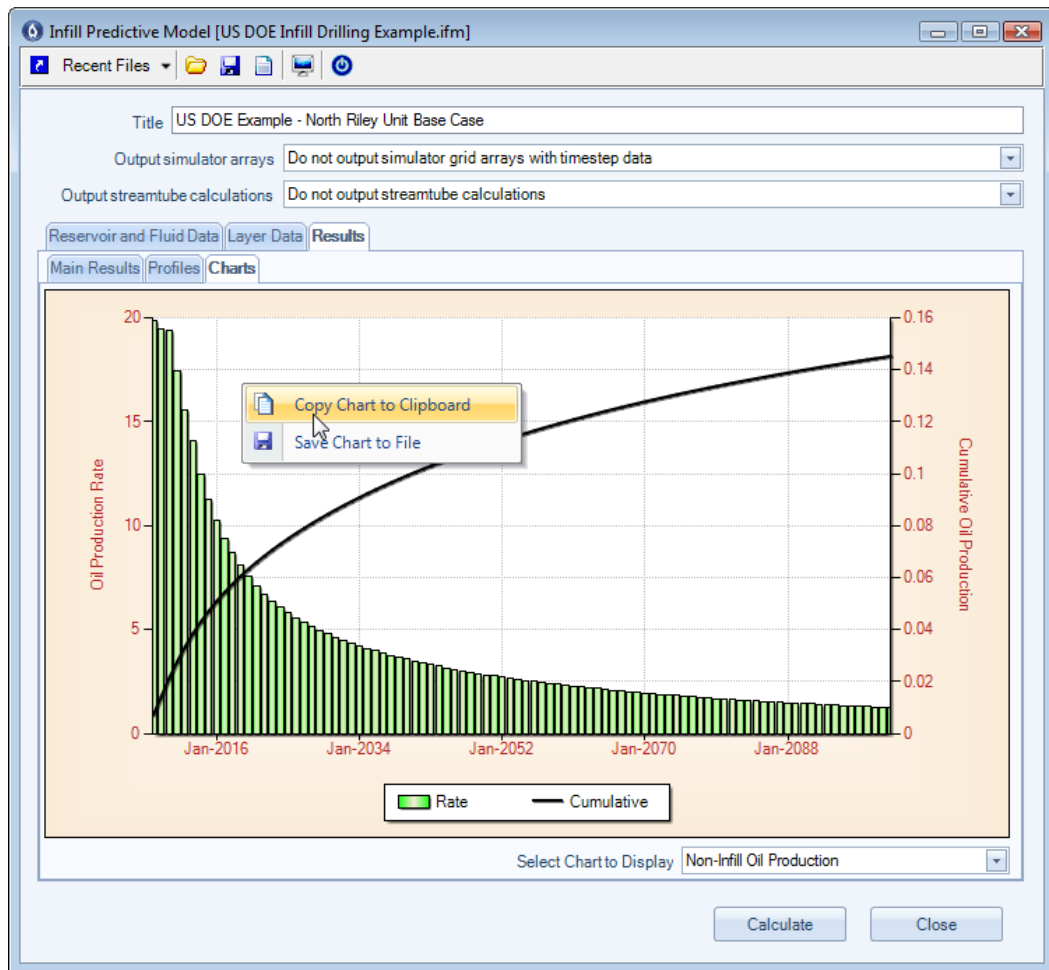 Infill Predictive Model [US DOE Infill Drilling Example.ifm]
Recent Files
Title US DOE Example - North Riley Unit Base Case
Output simulator arrays Do not output simulator grid arrays with timestep data
Output streamtube calculations Do not output streamtube calculations
Reservoir and Fluid Data Layer Data Results
Main Results Profiles Charts
20 0.16
0.14
15 0.12
0.1
10 0.08
0.06
5 0.04
0.02
0 0
Oil Production Rate
Cumulative Oil Production
Copy Chart to Clipboard
Save Chart to File
Jan-2016 Jan-2034 Jan-2052 Jan-2070 Jan-2088
Rate Cumulative
Select Chart to Display Non-Infill Oil Production
Calculate Close